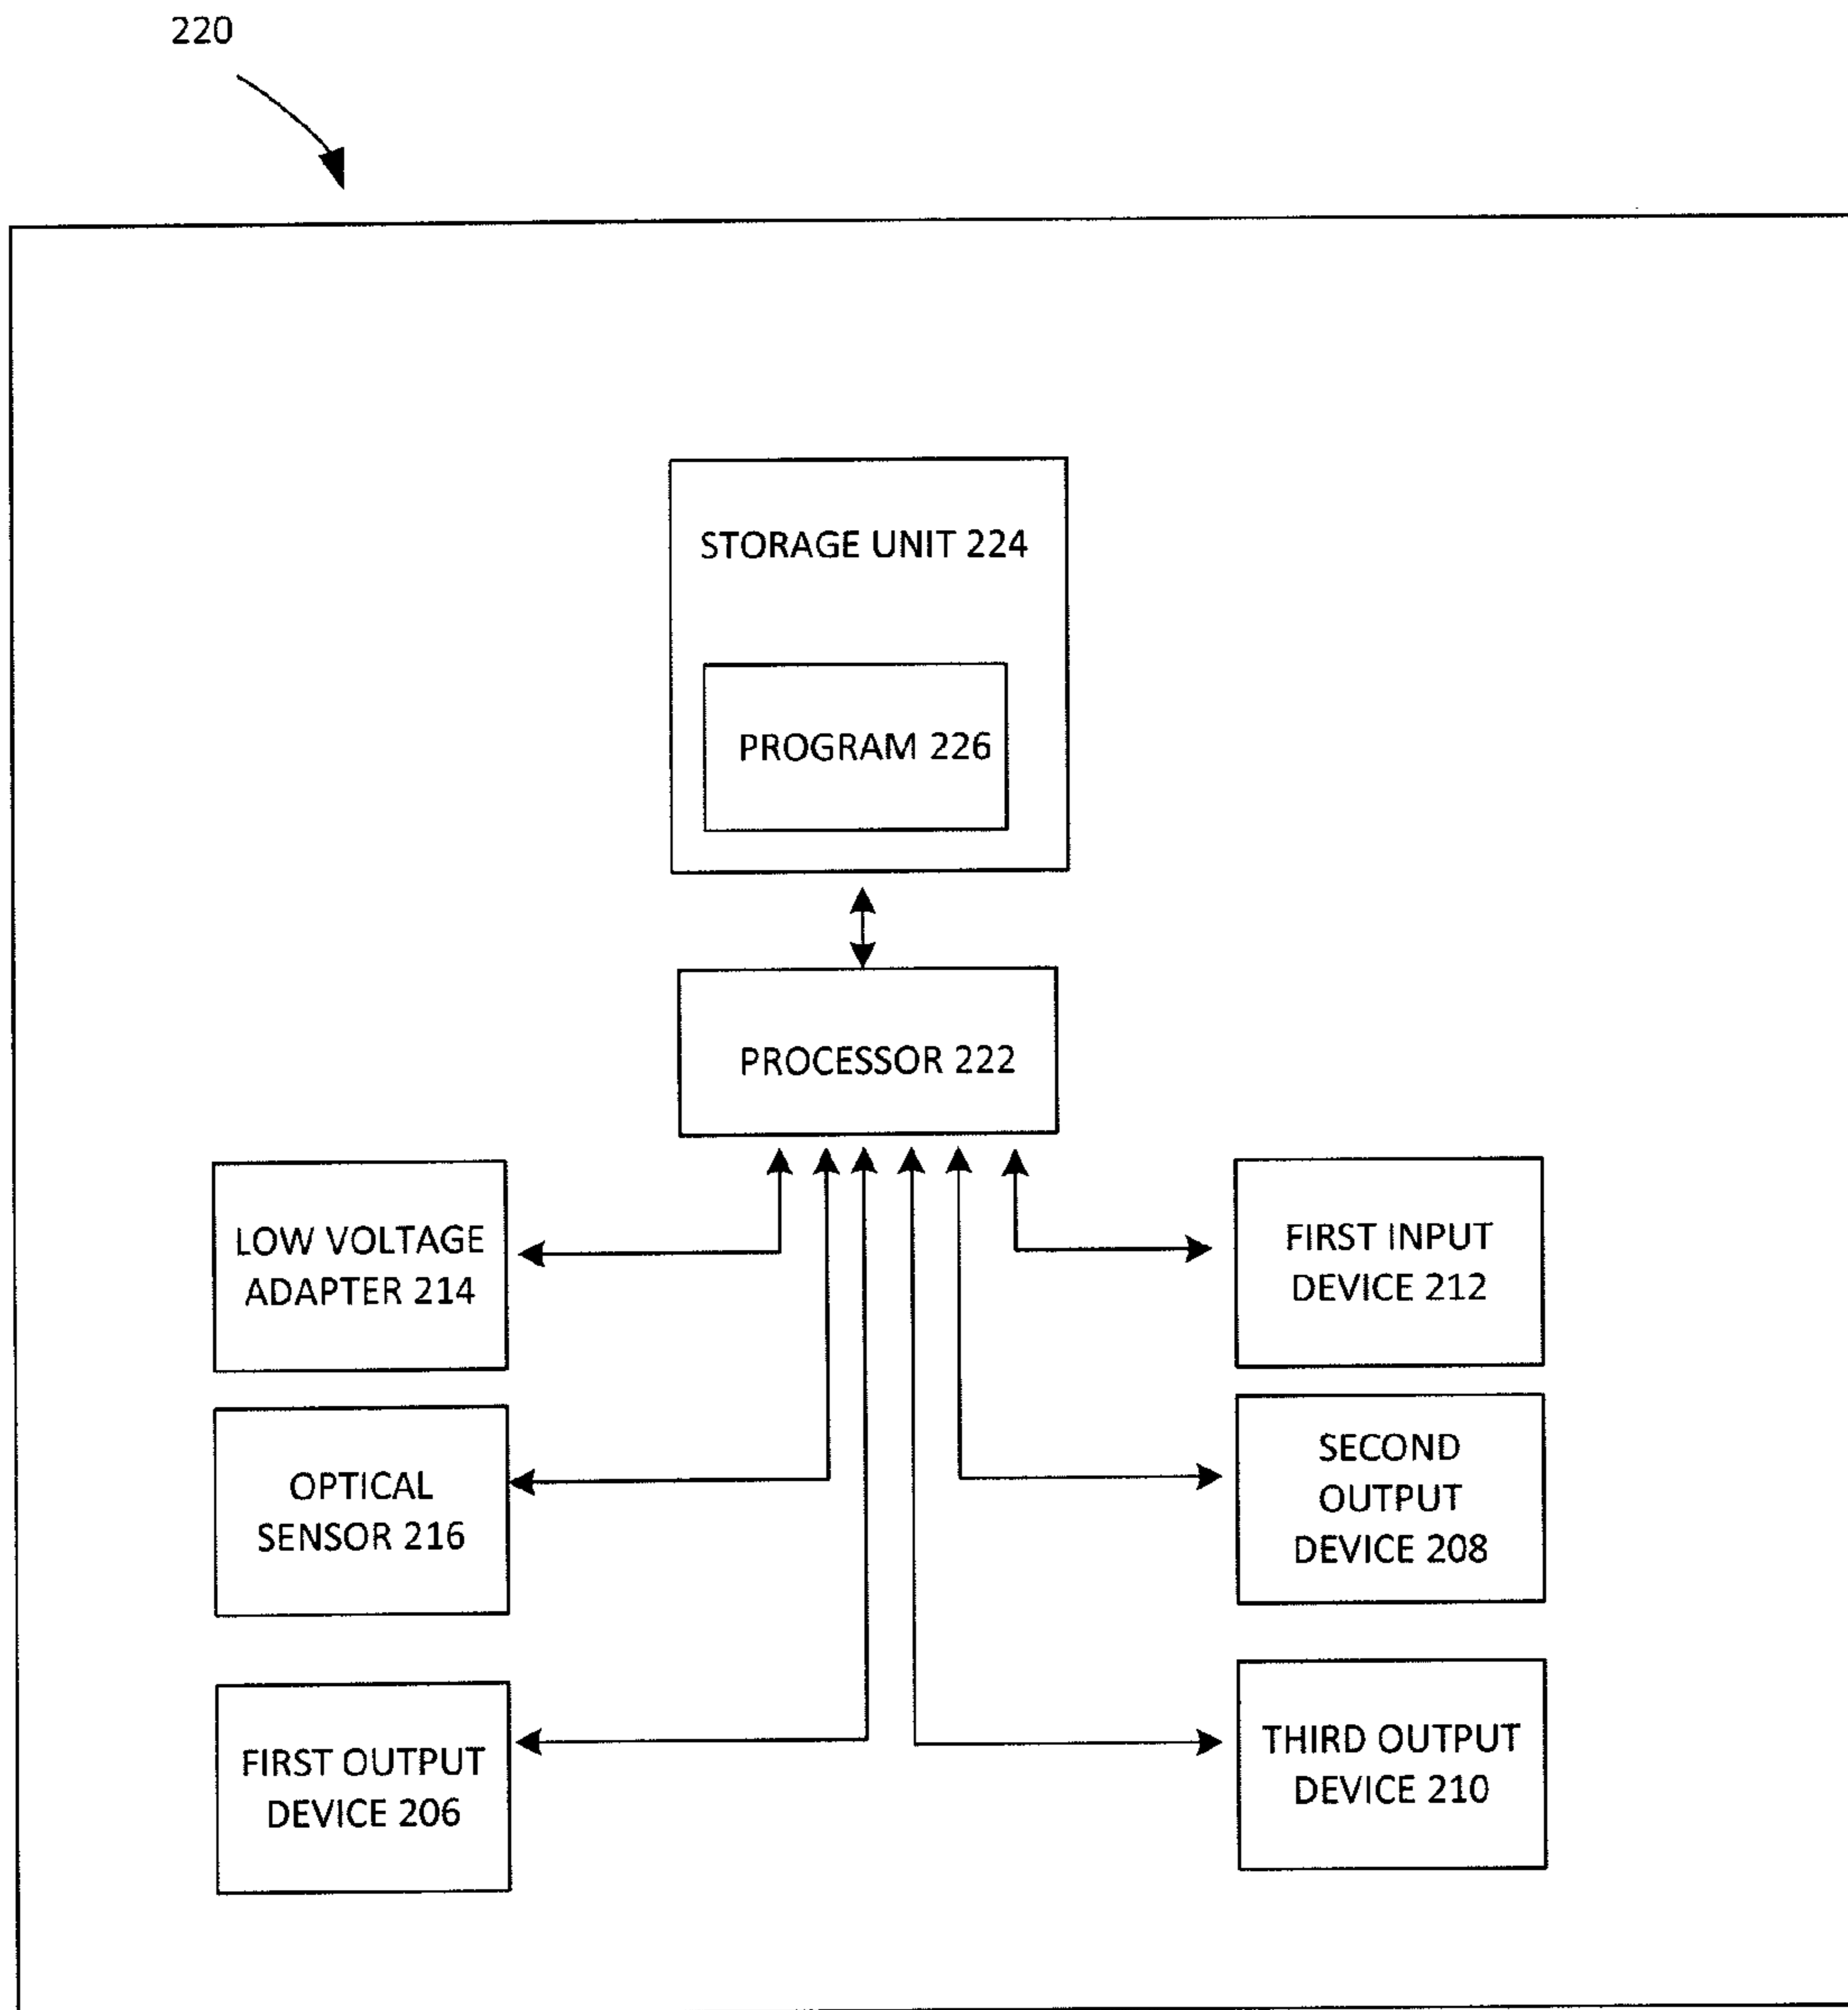 220
STORAGE UNIT 224
PROGRAM 226
PROCESSOR 222
LOW VOLTAGE
ADAPTER 214
FIRST INPUT
DEVICE 212
OPTICAL
SENSOR 216
SECOND
OUTPUT
DEVICE 208
FIRST OUTPUT
DEVICE 206
THIRD OUTPUT
DEVICE 210